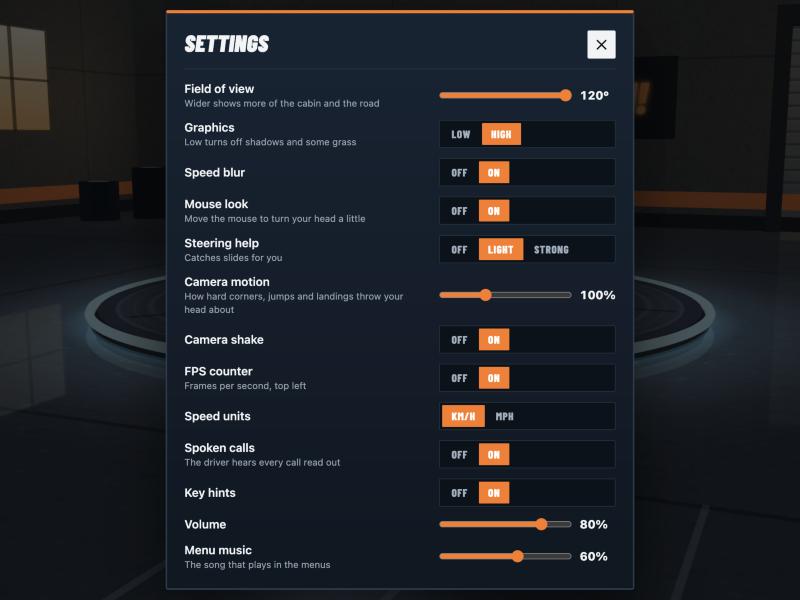 SETTINGS
Field of view
Wider shows more of the cabin and the road
120°
Graphics
Low turns off shadows and some grass
LOW HIGH
Speed blur
OFF ON
Mouse look
Move the mouse to turn your head a little
OFF ON
Steering help
Catches slides for you
OFF LIGHT STRONG
Camera motion
How hard corners, jumps and landings throw your
head about
100%
Camera shake
OFF ON
FPS counter
Frames per second, top left
OFF ON
Speed units
KM/H MPH
Spoken calls
The driver hears every call read out
OFF ON
Key hints
OFF ON
Volume
80%
Menu music
The song that plays in the menus
60%